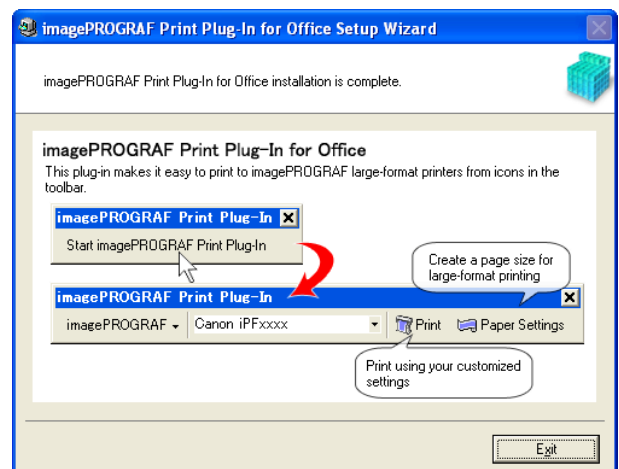 imagePROGRAF Print Plug-In for Office Setup Wizard
imagePROGRAF Print Plug-In for Office installation is complete.
imagePROGRAF Print Plug-In for Office
This plug-in makes it easy to print to imagePROGRAF large-format printers from icons in the
toolbar.
imagePROGRAF Print Plug-In
Start imagePROGRAF Print Plug-In
Create a page size for
large-format printing
imagePROGRAF Print Plug-In
imagePROGRAF Canon iPFxxxx Print Paper Settings
Print using your customized
settings
Exit